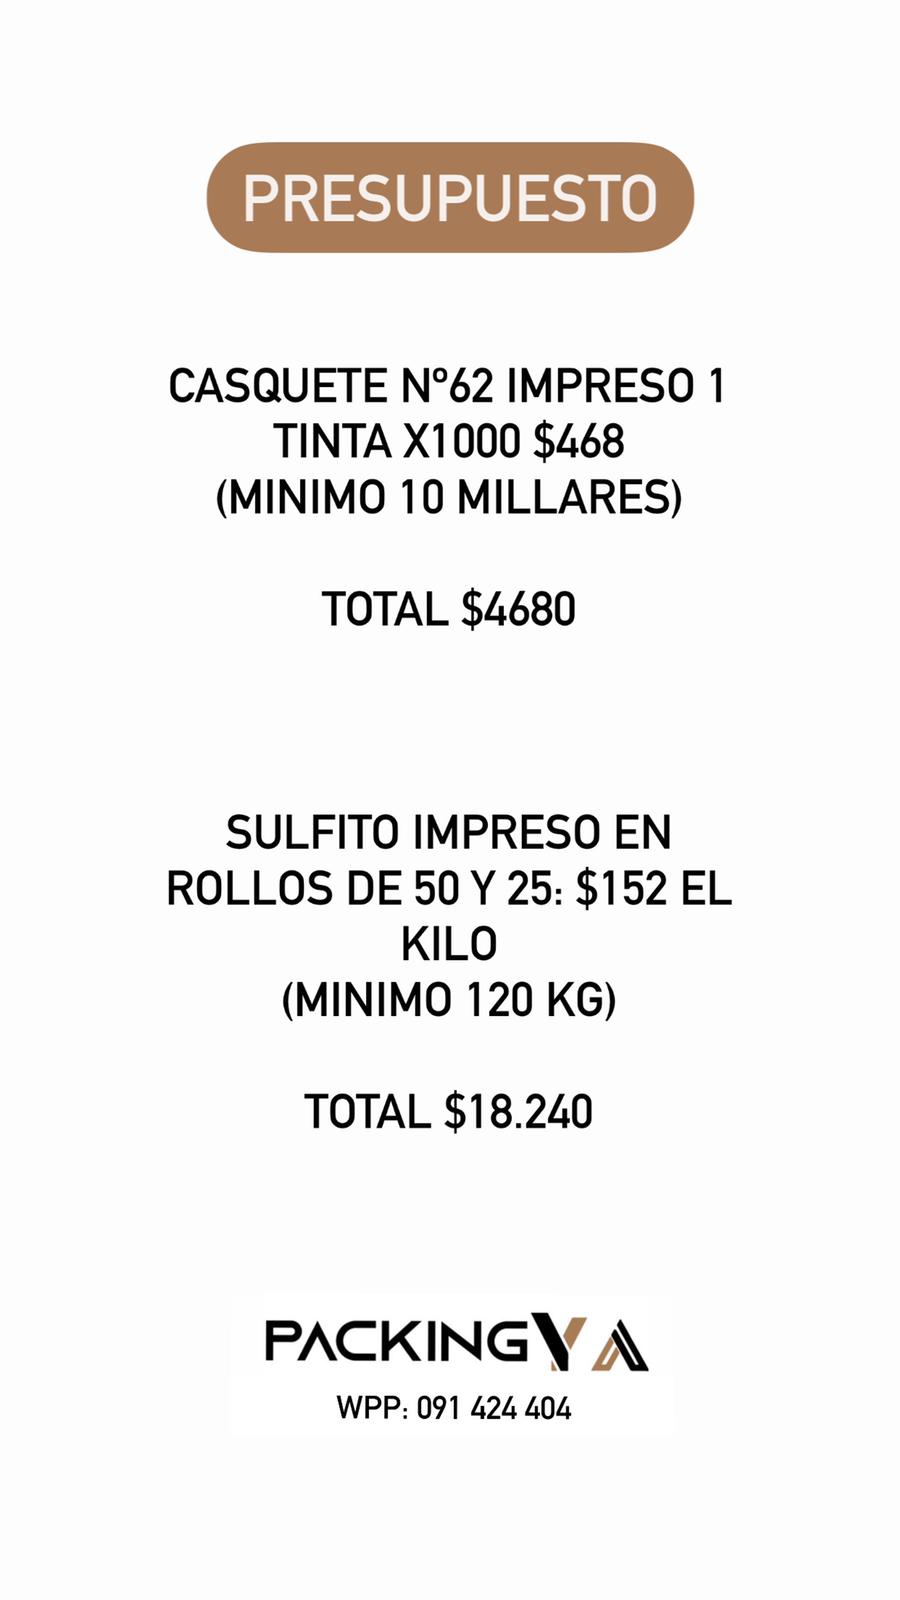 PRESUPUESTO
CASQUETE Nº62 IMPRESO 1
TINTA X1000 $468
(MINIMO 10 MILLARES)
TOTAL $4680
SULFITO IMPRESO EN
ROLLOS DE 50 Y 25: $152 EL
KILO
(MINIMO 120 KG)
TOTAL $18.240
PACKINGYA
WPP: 091 424 404